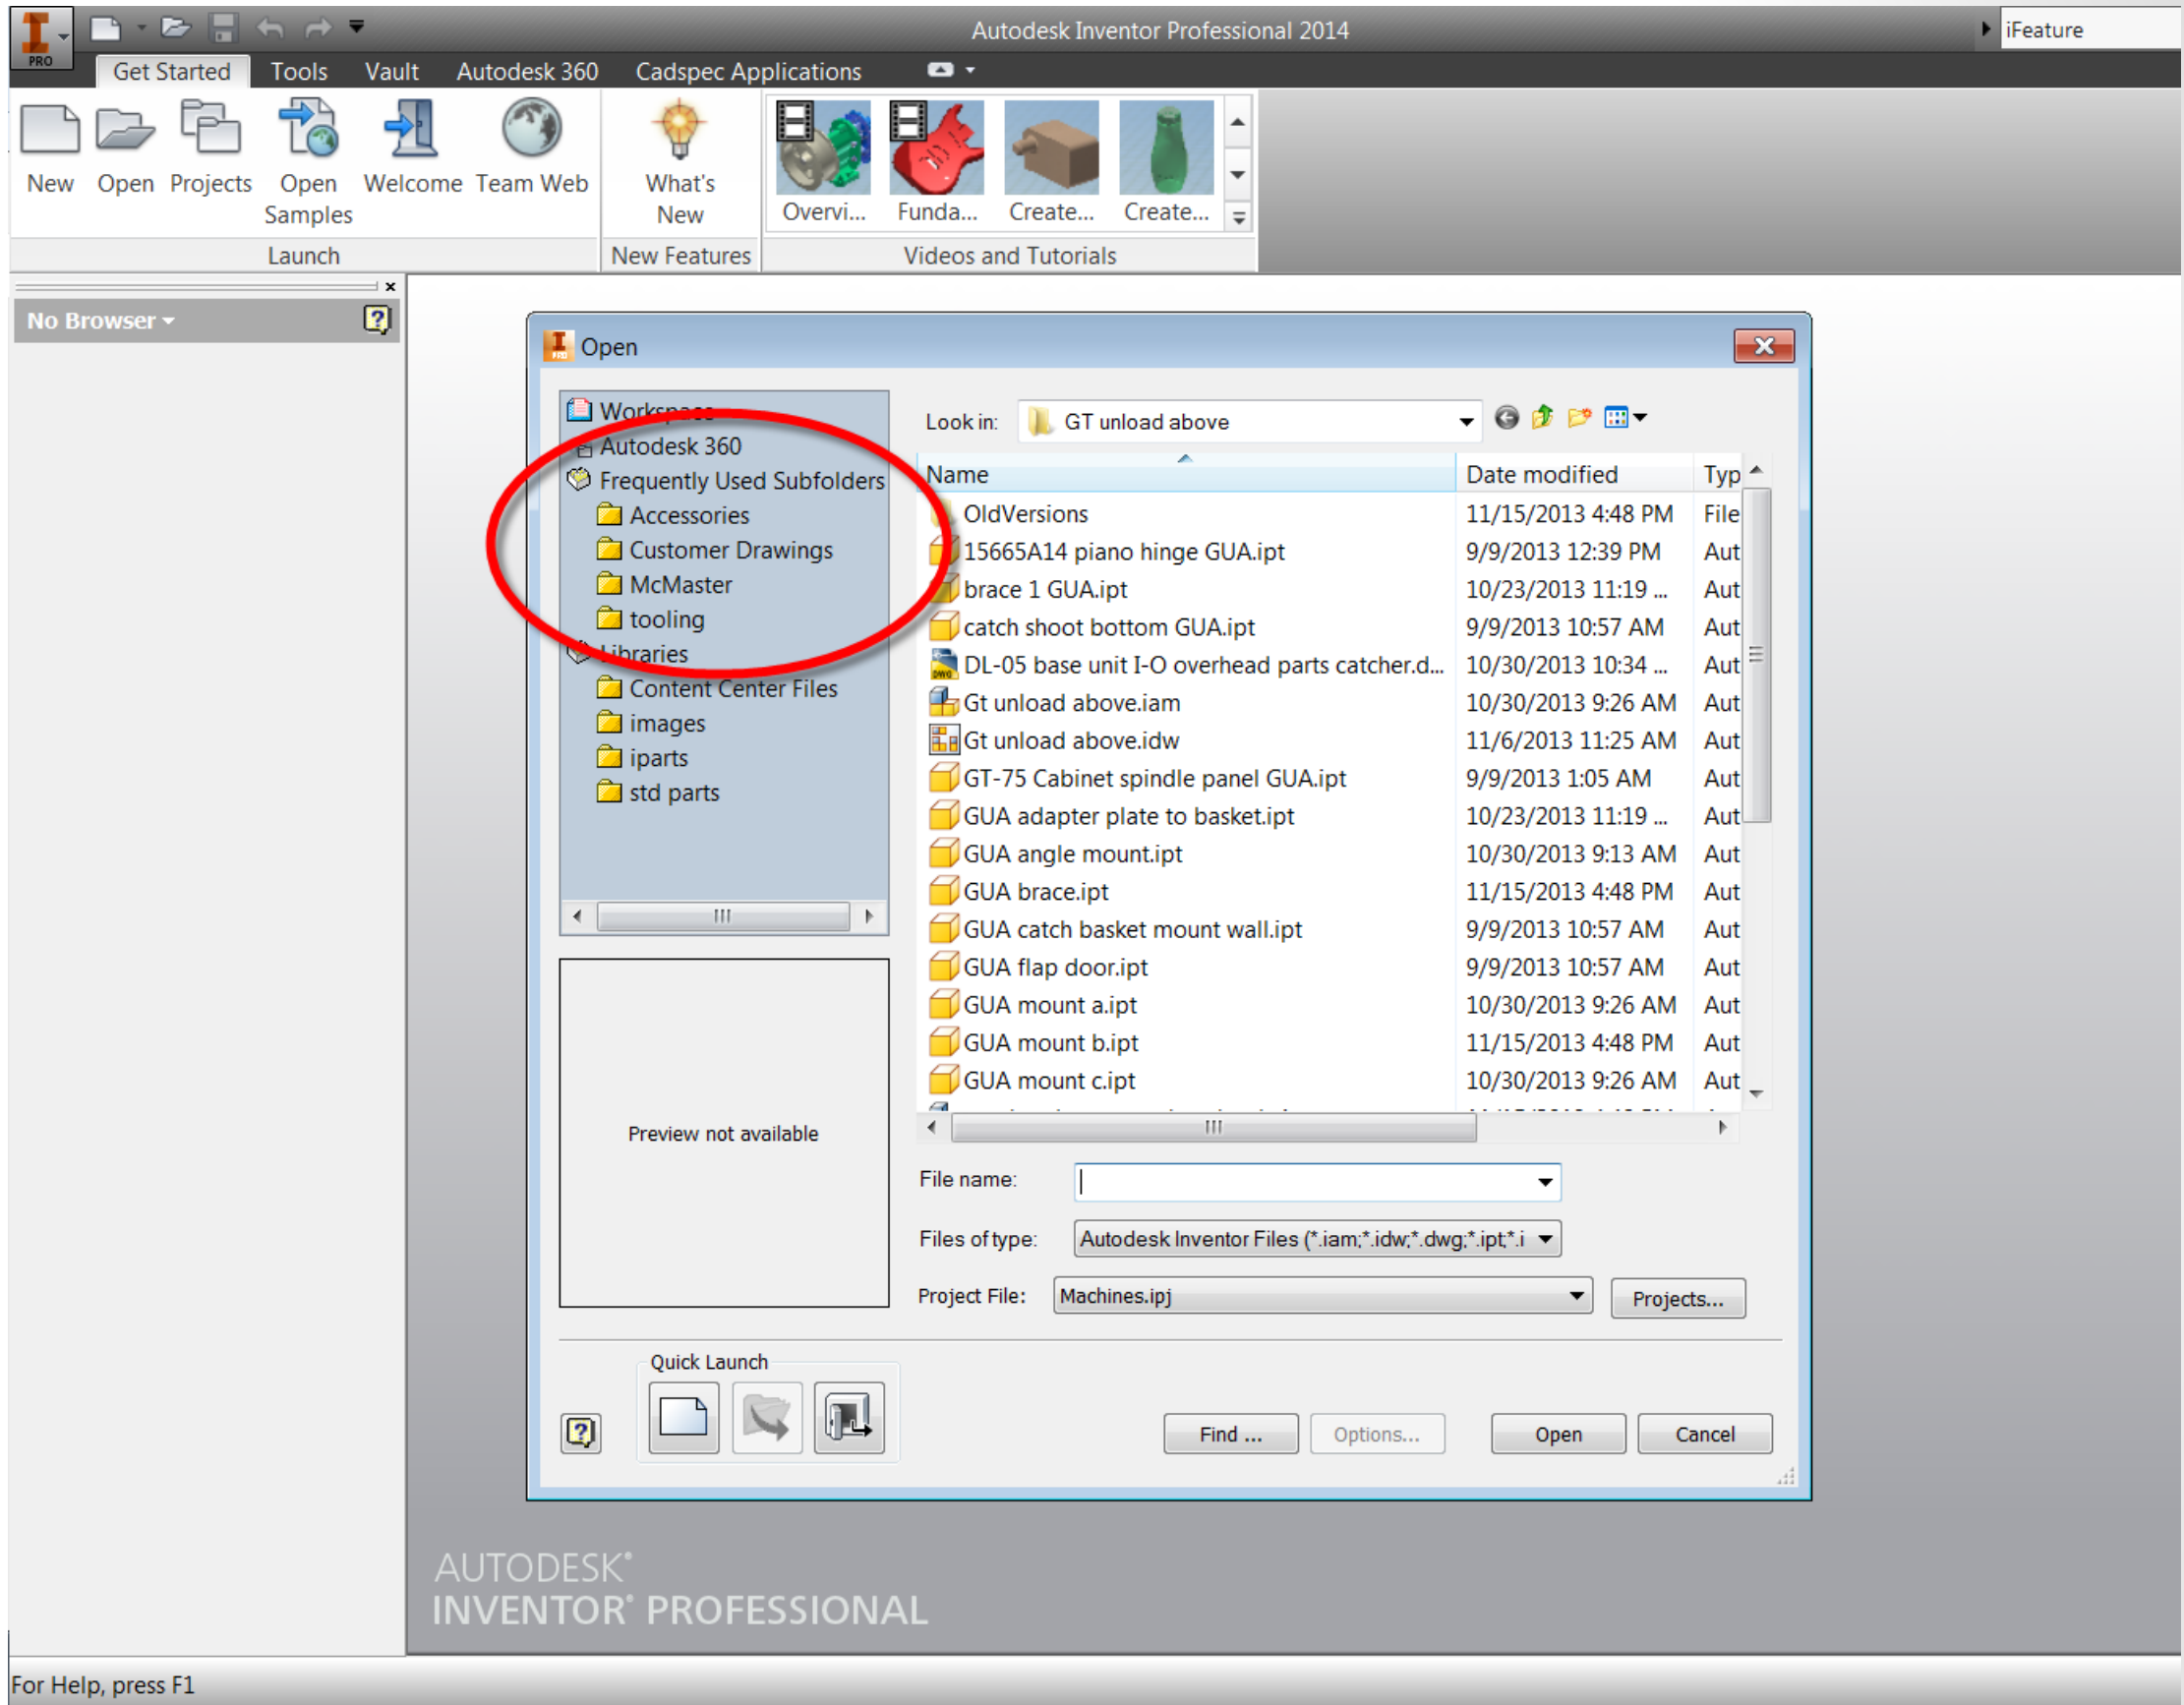 Autodesk Inventor Professional 2014
iFeature
PRO
Get Started Tools Vault Autodesk 360 Cadspec Applications
New Open Projects Open Samples Welcome Team Web What's New Overvi... Funda... Create... Create...
Launch New Features Videos and Tutorials
No Browser
Open
Workspace
Autodesk 360
Frequently Used Subfolders
Accessories
Customer Drawings
McMaster
tooling
Libraries
Content Center Files
images
iparts
std parts
Preview not available
Look in: GT unload above
Name Date modified Typ
OldVersions 11/15/2013 4:48 PM File
15665A14 piano hinge GUA.ipt 9/9/2013 12:39 PM Aut
brace 1 GUA.ipt 10/23/2013 11:19 ... Aut
catch shoot bottom GUA.ipt 9/9/2013 10:57 AM Aut
DL-05 base unit I-O overhead parts catcher.d... 10/30/2013 10:34 ... Aut
Gt unload above.iam 10/30/2013 9:26 AM Aut
Gt unload above.idw 11/6/2013 11:25 AM Aut
GT-75 Cabinet spindle panel GUA.ipt 9/9/2013 1:05 AM Aut
GUA adapter plate to basket.ipt 10/23/2013 11:19 ... Aut
GUA angle mount.ipt 10/30/2013 9:13 AM Aut
GUA brace.ipt 11/15/2013 4:48 PM Aut
GUA catch basket mount wall.ipt 9/9/2013 10:57 AM Aut
GUA flap door.ipt 9/9/2013 10:57 AM Aut
GUA mount a.ipt 10/30/2013 9:26 AM Aut
GUA mount b.ipt 11/15/2013 4:48 PM Aut
GUA mount c.ipt 10/30/2013 9:26 AM Aut
File name:
Files of type: Autodesk Inventor Files (*.iam;*.idw;*.dwg;*.ipt;*.i
Project File: Machines.ipj Projects...
Quick Launch
Find ... Options... Open Cancel
AUTODESK®
INVENTOR® PROFESSIONAL
For Help, press F1